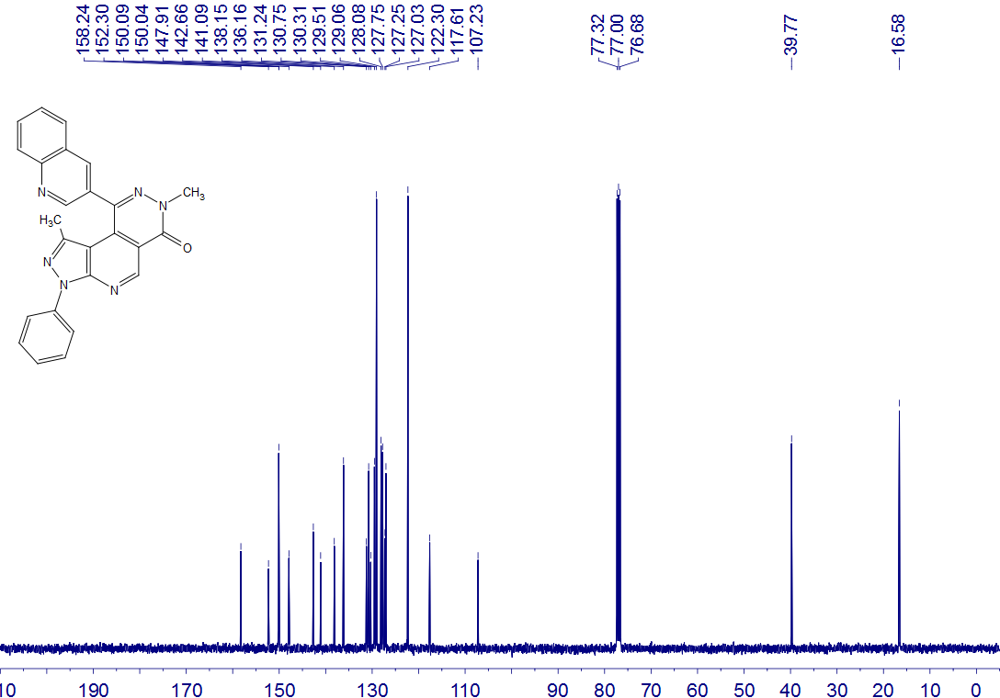 158.24
152.30
150.09
150.04
147.91
142.66
141.09
138.15
136.16
131.24
130.75
130.31
129.51
129.06
128.08
127.75
127.25
127.03
122.30
117.61
107.23
77.32
77.00
76.68
39.77
16.58
N
N
N
CH3
O
H3C
N
N
N
10 190 170 150 130 110 90 80 70 60 50 40 30 20 10 0